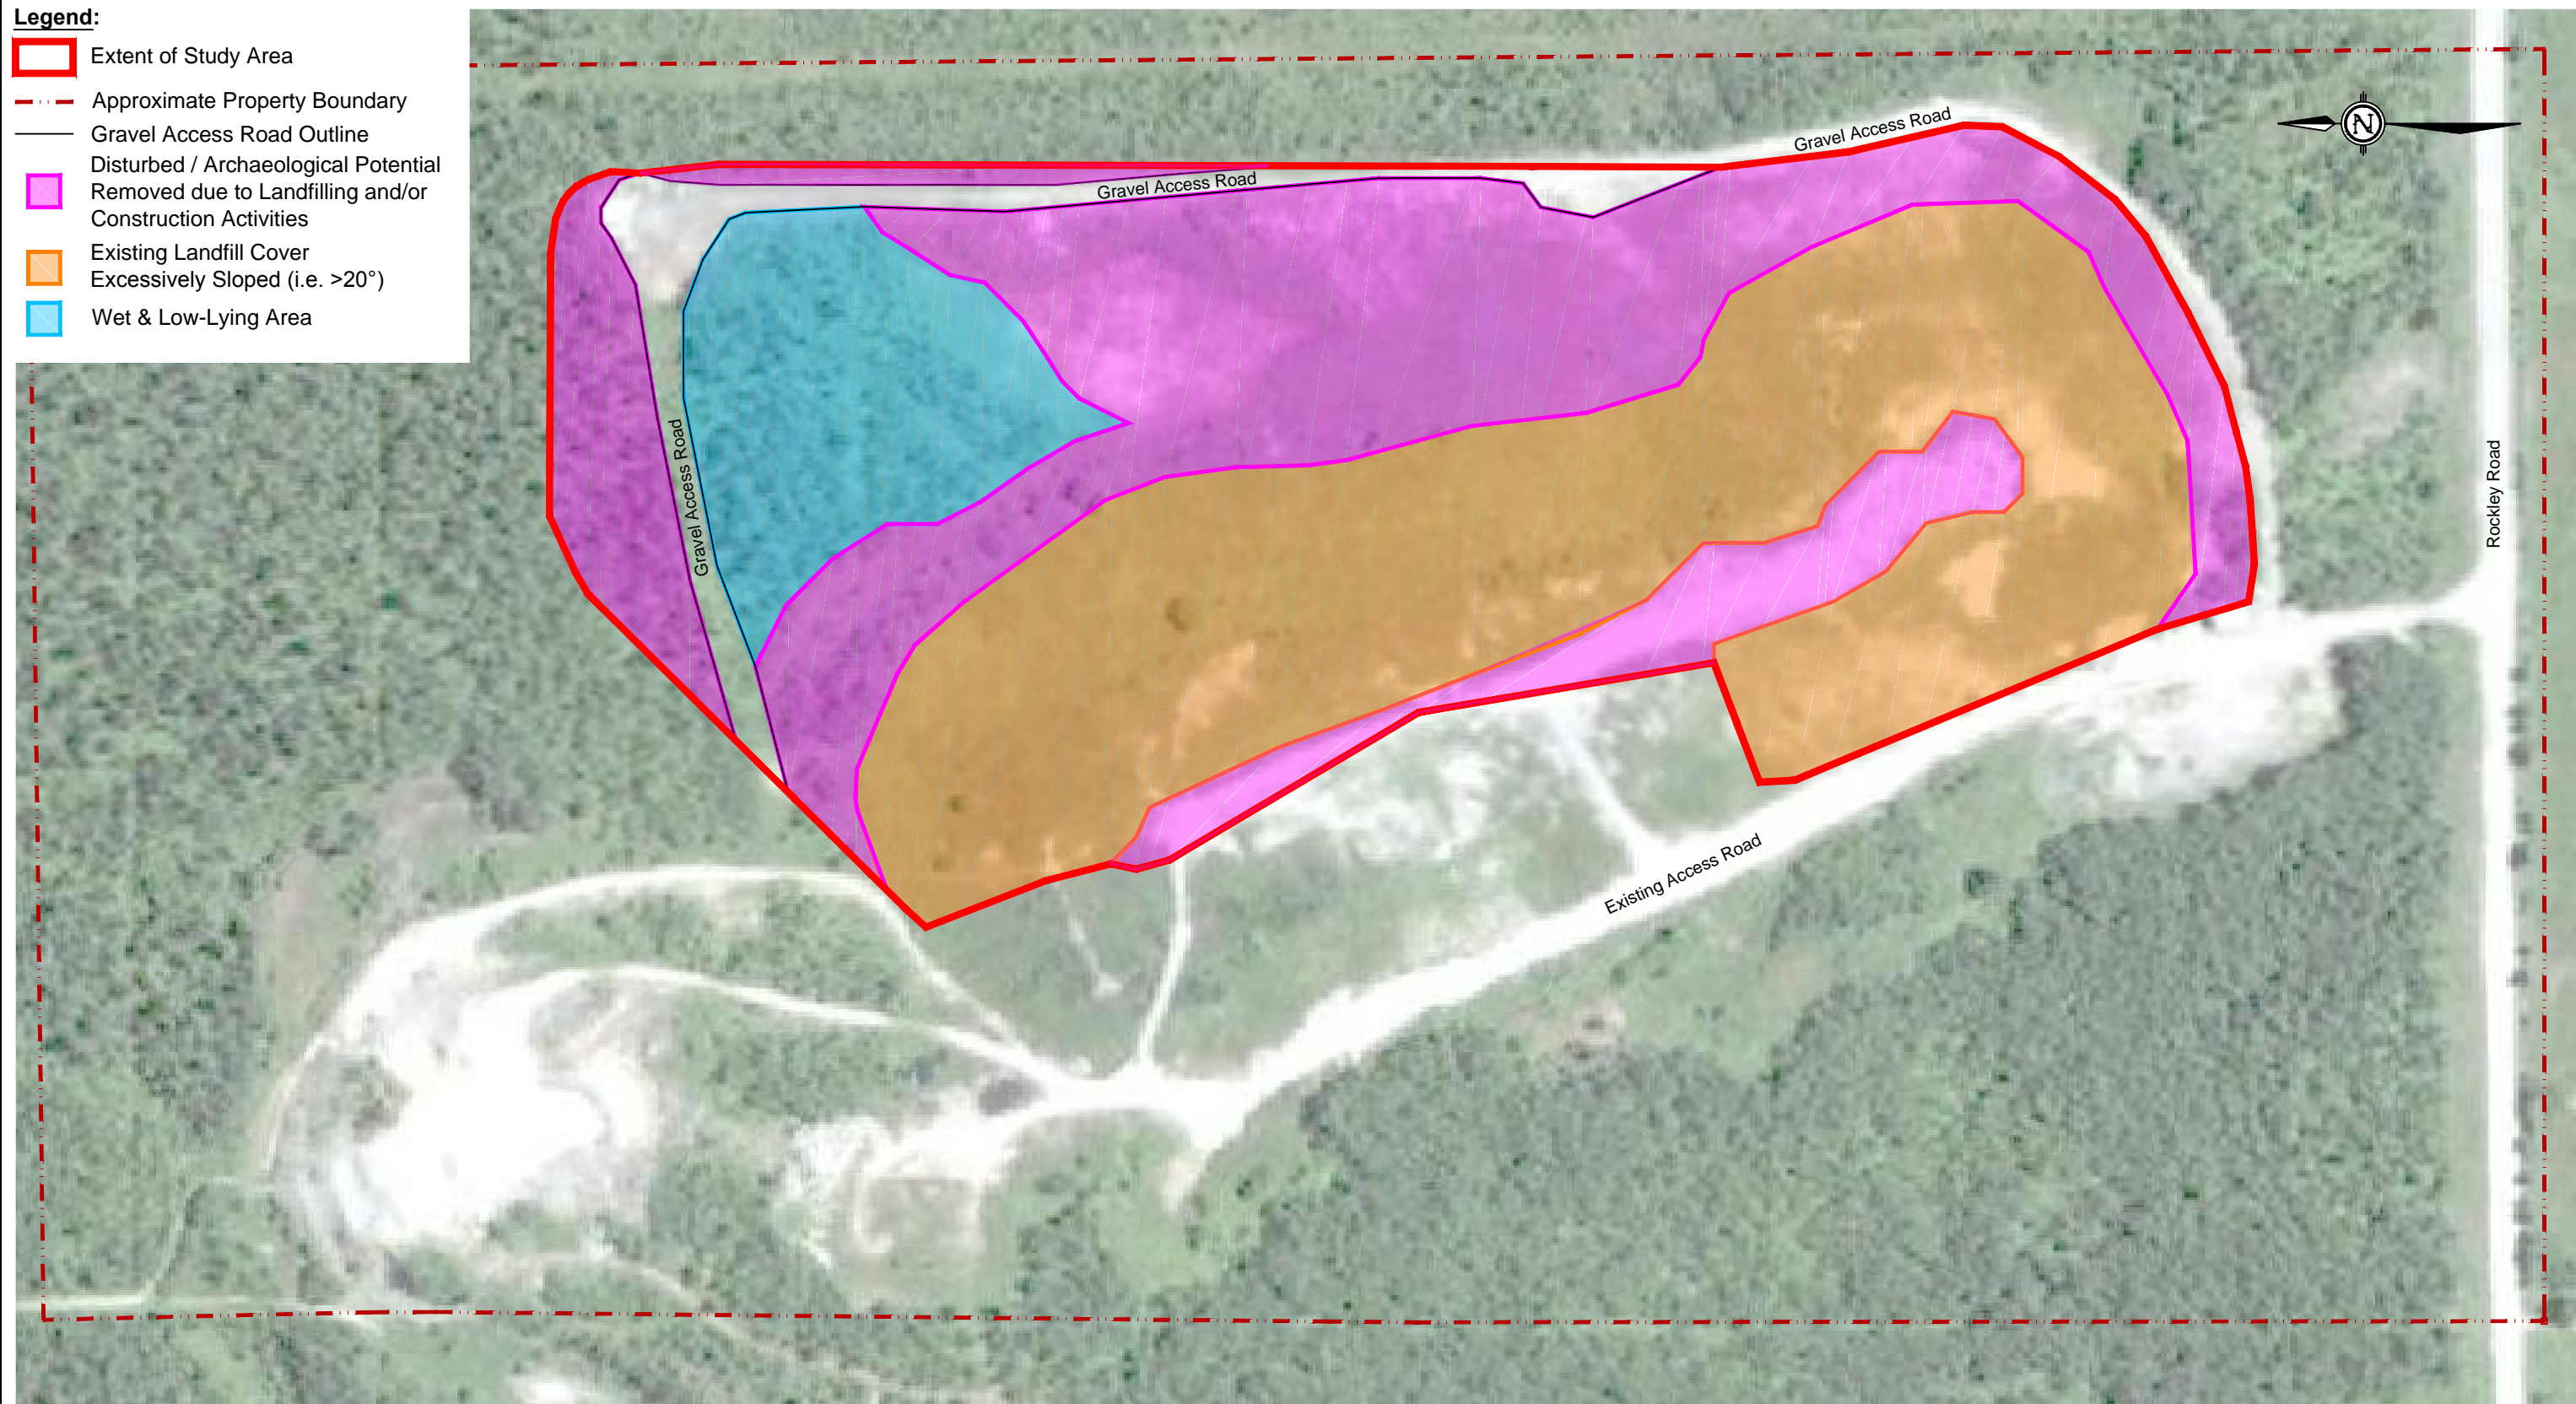 Legend:
Extent of Study Area
Approximate Property Boundary
Gravel Access Road Outline
Disturbed / Archaeological Potential
Removed due to Landfilling and/or
Construction Activities
Existing Landfill Cover
Excessively Sloped (i.e. >20°)
Wet & Low-Lying Area
Gravel Access Road
N
Gravel Access Road
Gravel Access Road
Rockley Road
Existing Access Road